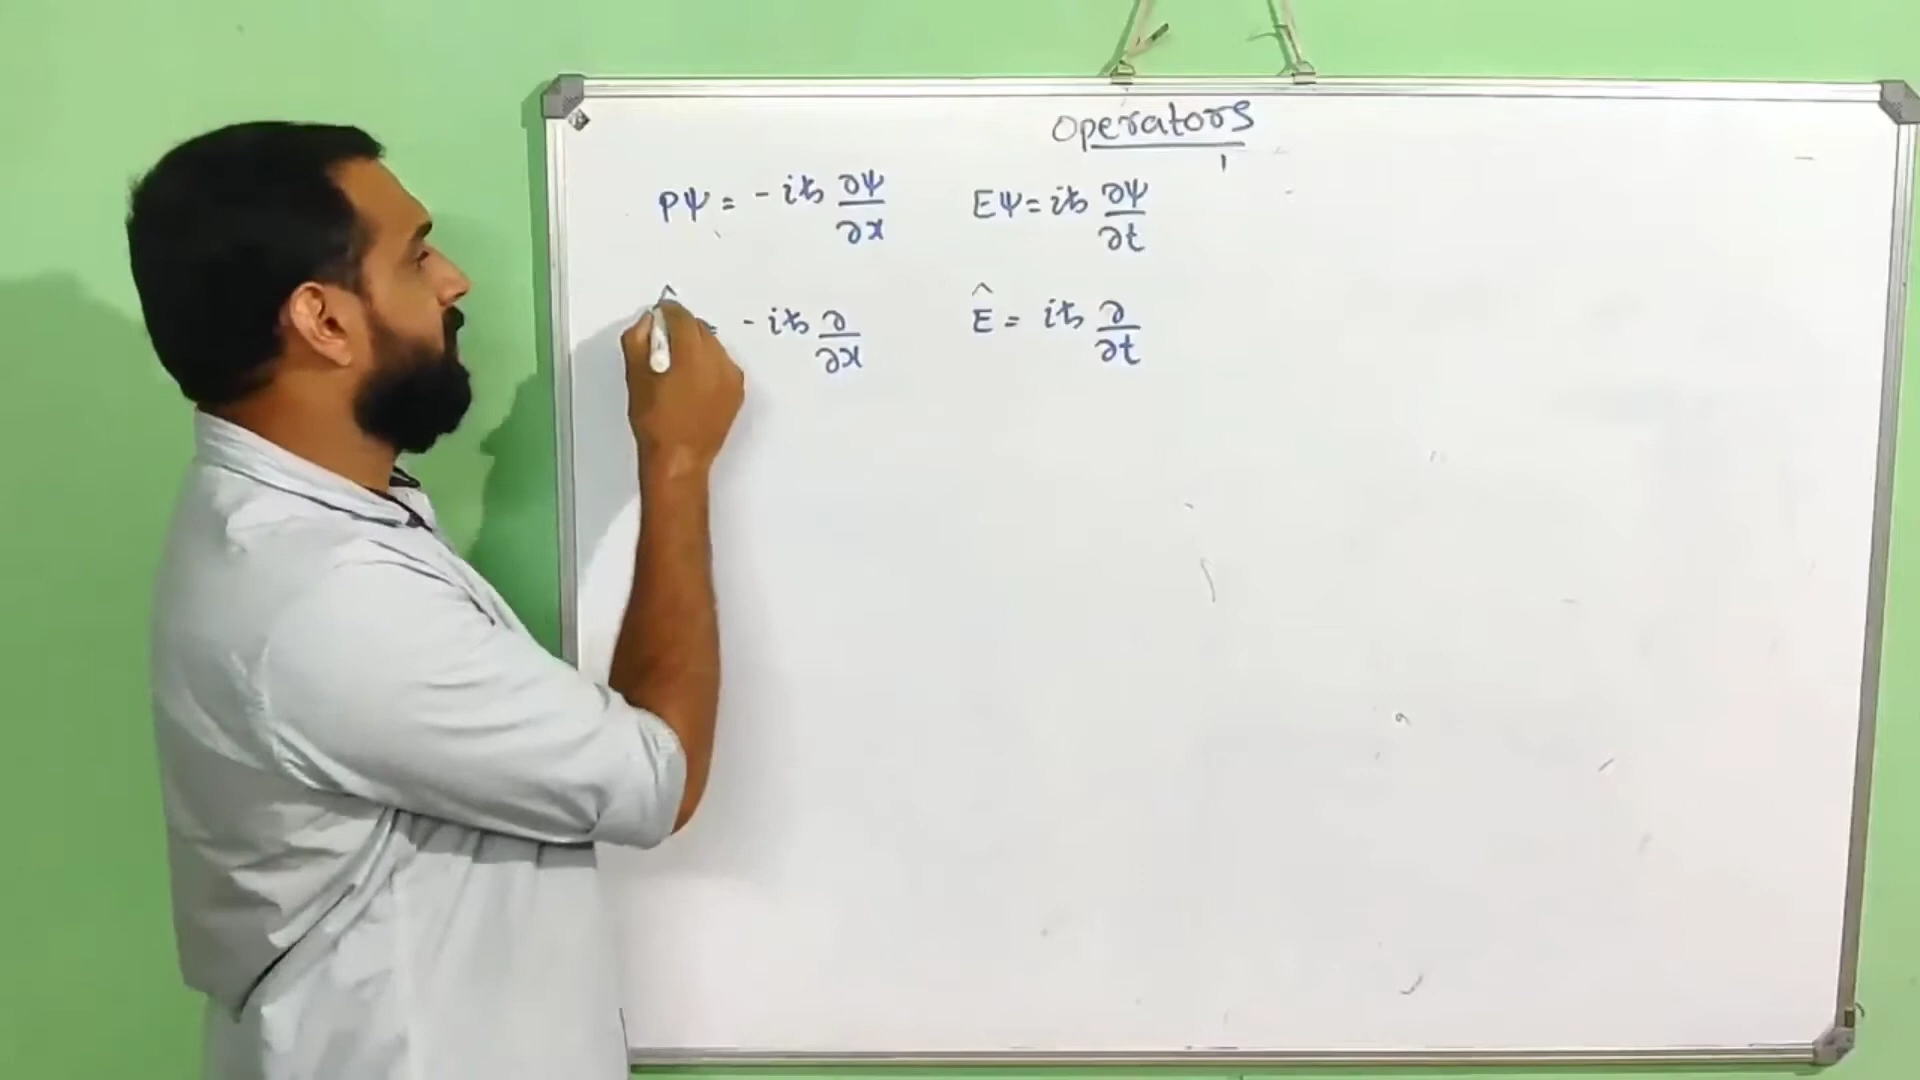 Operators
PΨ = -iħ ∂Ψ/∂x   EΨ = iħ ∂Ψ/∂t
^ = -iħ ∂/∂x   Ê = iħ ∂/∂t